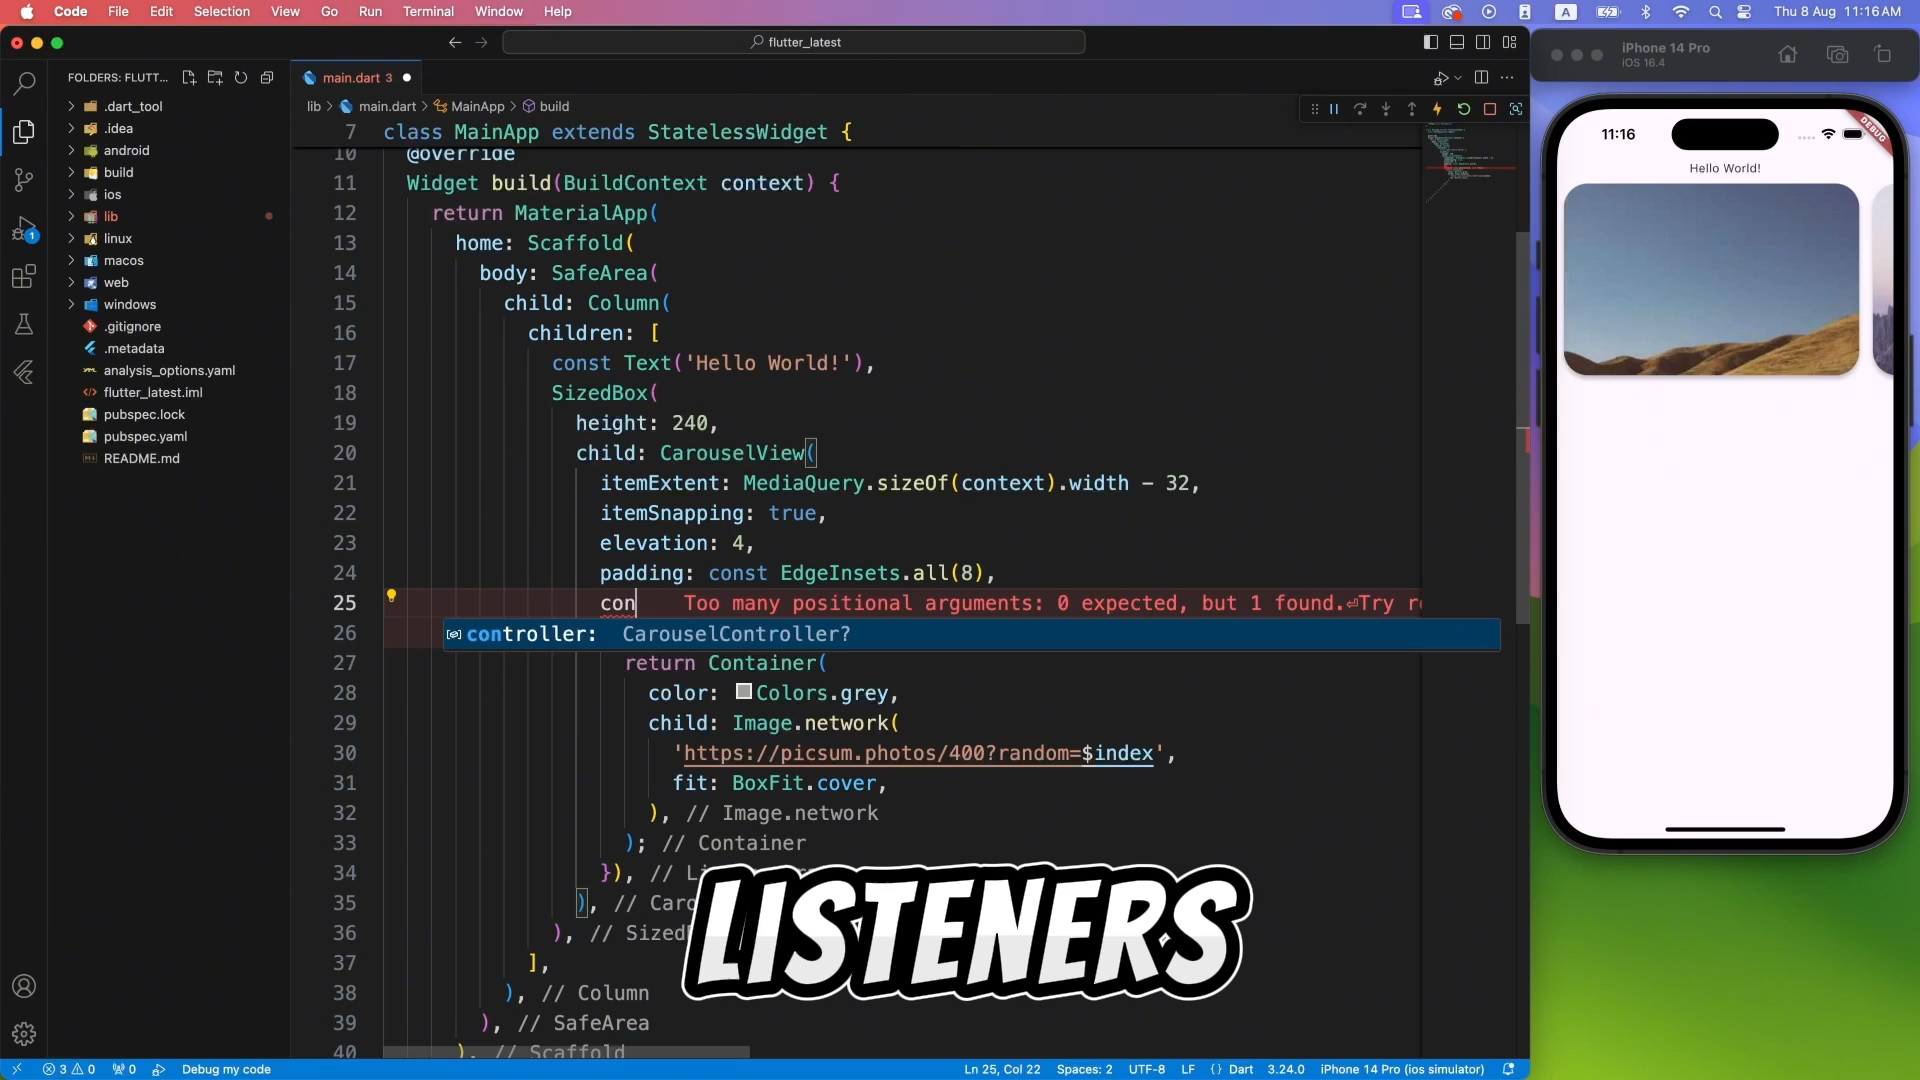 Code File Edit Selection View Go Run Terminal Window Help
A
Thu 8 Aug 11:16 AM
flutter_latest
FOLDERS: FLUTT...
main.dart 3
lib > main.dart > MainApp > build
.dart_tool
.idea
android
build
ios
lib
linux
macos
web
windows
.gitignore
.metadata
analysis_options.yaml
flutter_latest.iml
pubspec.lock
pubspec.yaml
README.md
1
7 class MainApp extends StatelessWidget {
10 @override
11 Widget build(BuildContext context) {
12 return MaterialApp(
13 home: Scaffold(
14 body: SafeArea(
15 child: Column(
16 children: [
17 const Text('Hello World!'),
18 SizedBox(
19 height: 240,
20 child: CarouselView(
21 itemExtent: MediaQuery.sizeOf(context).width - 32,
22 itemSnapping: true,
23 elevation: 4,
24 padding: const EdgeInsets.all(8),
25 con Too many positional arguments: 0 expected, but 1 found.⏎Try r
26 controller: CarouselController?
27 return Container(
28 color: Colors.grey,
29 child: Image.network(
30 'https://picsum.photos/400?random=$index',
31 fit: BoxFit.cover,
32 ), // Image.network
33 ); // Container
34 }), // Li
35 ), // Caro
36 ), // Sized
37 ],
38 ), // Column
39 ), // SafeArea
40 ), // Scaffold
LISTENERS
3 0 0 Debug my code
Ln 25, Col 22 Spaces: 2 UTF-8 LF {} Dart 3.24.0 iPhone 14 Pro (ios simulator)
iPhone 14 Pro
iOS 16.4
11:16
DEBUG
Hello World!